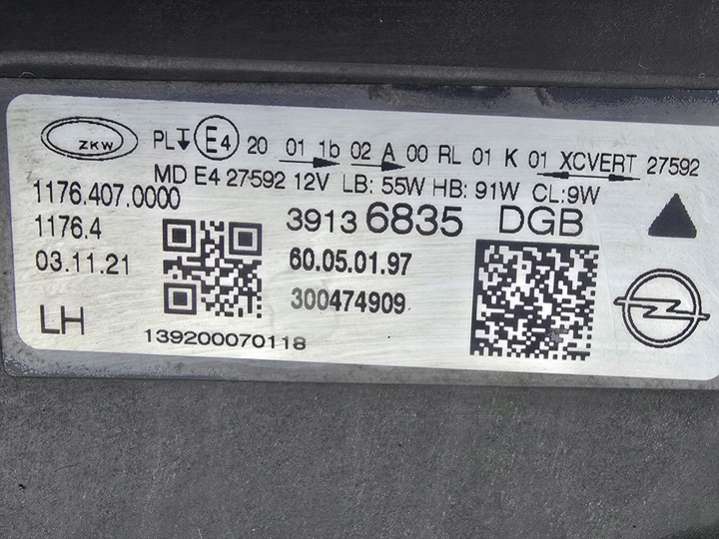 ZKW PL E4 20 01 1b 02 A 00 RL 01 K 01 XCVERT 27592
MD E4 27592 12V LB: 55W HB: 91W CL:9W
1176.407.0000
39136835 DGB
1176.4
03.11.21
60.05.01.97
300474909
LH
139200070118